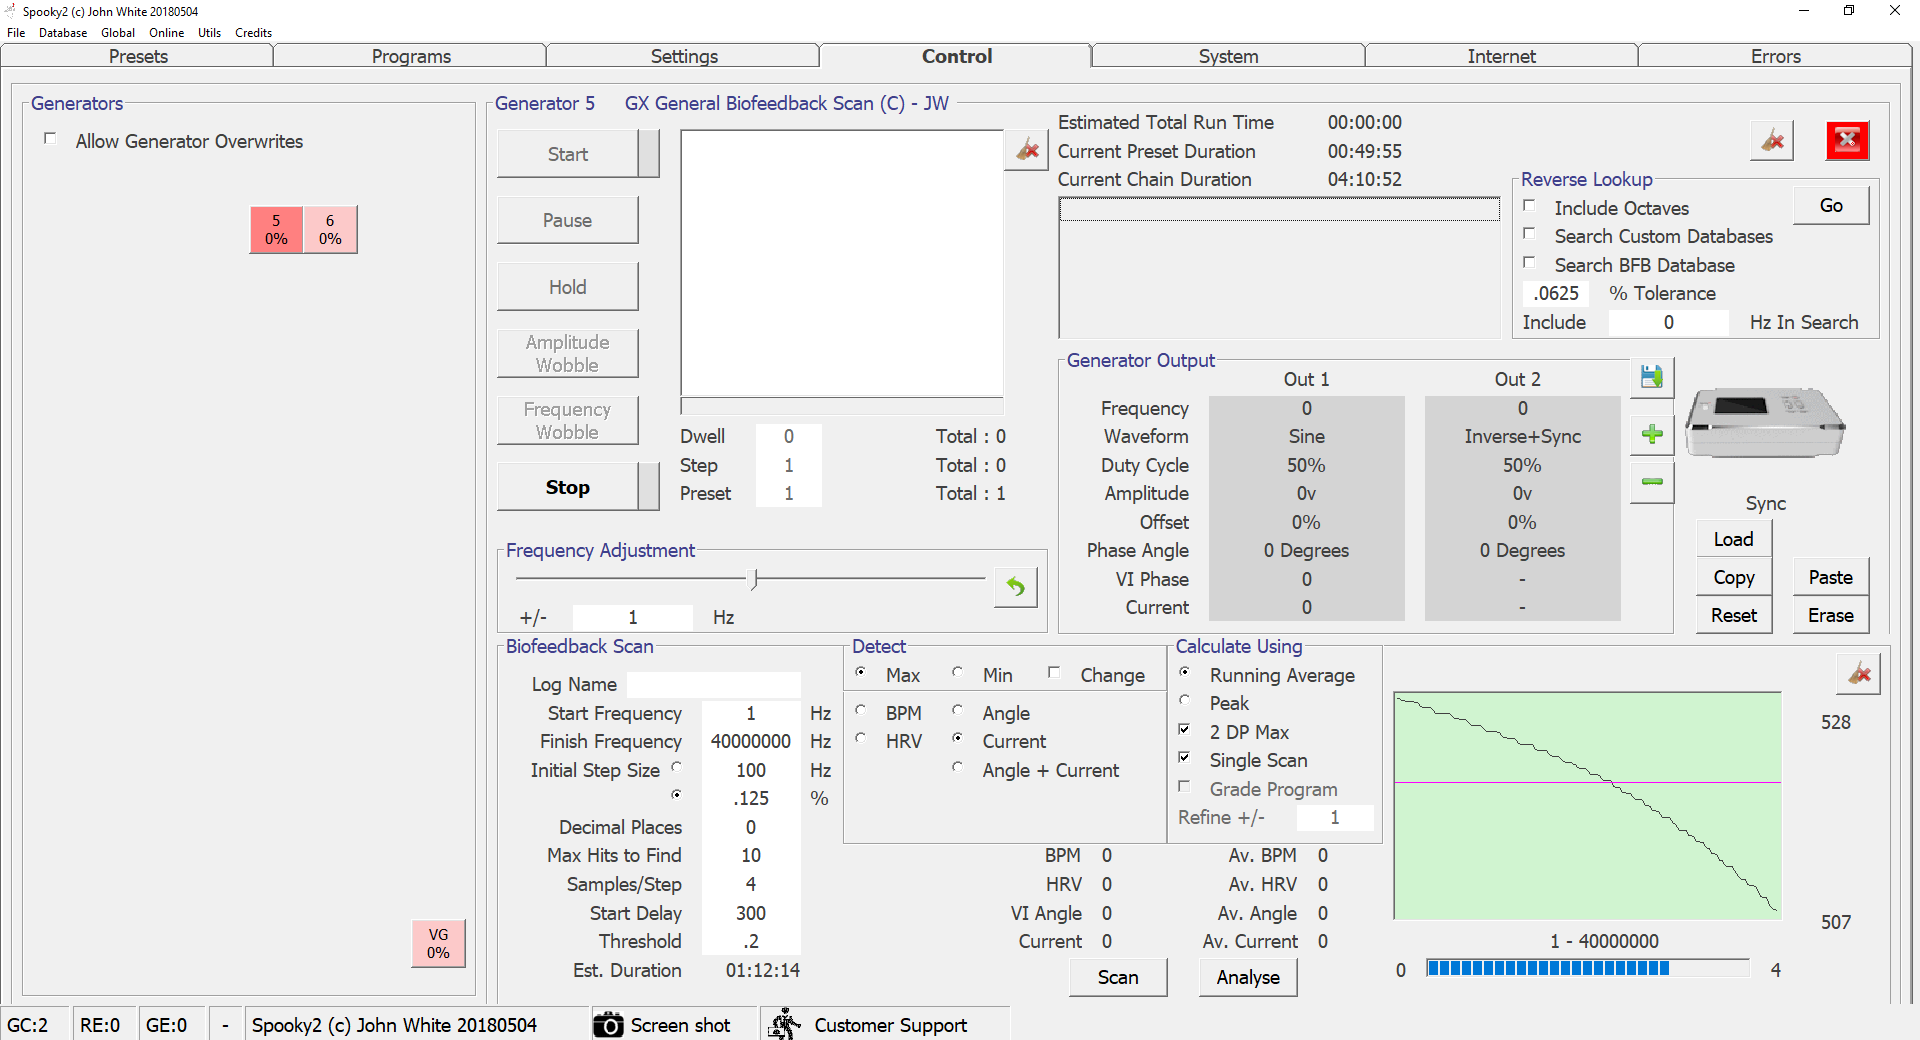 Spooky2 (c) John White 20180504
File Database Global Online Utils Credits
Presets Programs Settings Control System Internet Errors
Generators
Allow Generator Overwrites
5 6
0% 0%
VG
0%
Generator 5 GX General Biofeedback Scan (C) - JW
Start
Pause
Hold
Amplitude
Wobble
Frequency
Wobble
Stop
Dwell 0 Total : 0
Step 1 Total : 0
Preset 1 Total : 1
Estimated Total Run Time 00:00:00
Current Preset Duration 00:49:55
Current Chain Duration 04:10:52
Reverse Lookup
Go
Include Octaves
Search Custom Databases
Search BFB Database
.0625 % Tolerance
Include 0 Hz In Search
Generator Output
Out 1 Out 2
Frequency 0 0
Waveform Sine Inverse+Sync
Duty Cycle 50% 50%
Amplitude 0v 0v
Offset 0% 0%
Phase Angle 0 Degrees 0 Degrees
VI Phase 0 -
Current 0 -
Sync
Load
Copy Paste
Reset Erase
Frequency Adjustment
+/- 1 Hz
Biofeedback Scan
Log Name
Start Frequency 1 Hz
Finish Frequency 40000000 Hz
Initial Step Size 100 Hz
.125 %
Decimal Places 0
Max Hits to Find 10
Samples/Step 4
Start Delay 300
Threshold .2
Est. Duration 01:12:14
Detect
Max Min Change
BPM Angle
HRV Current
Angle + Current
Calculate Using
Running Average
Peak
2 DP Max
Single Scan
Grade Program
Refine +/- 1
BPM 0 Av. BPM 0
HRV 0 Av. HRV 0
VI Angle 0 Av. Angle 0
Current 0 Av. Current 0
Scan Analyse
528
507
1 - 40000000
0 4
GC:2 RE:0 GE:0 - Spooky2 (c) John White 20180504 Screen shot Customer Support